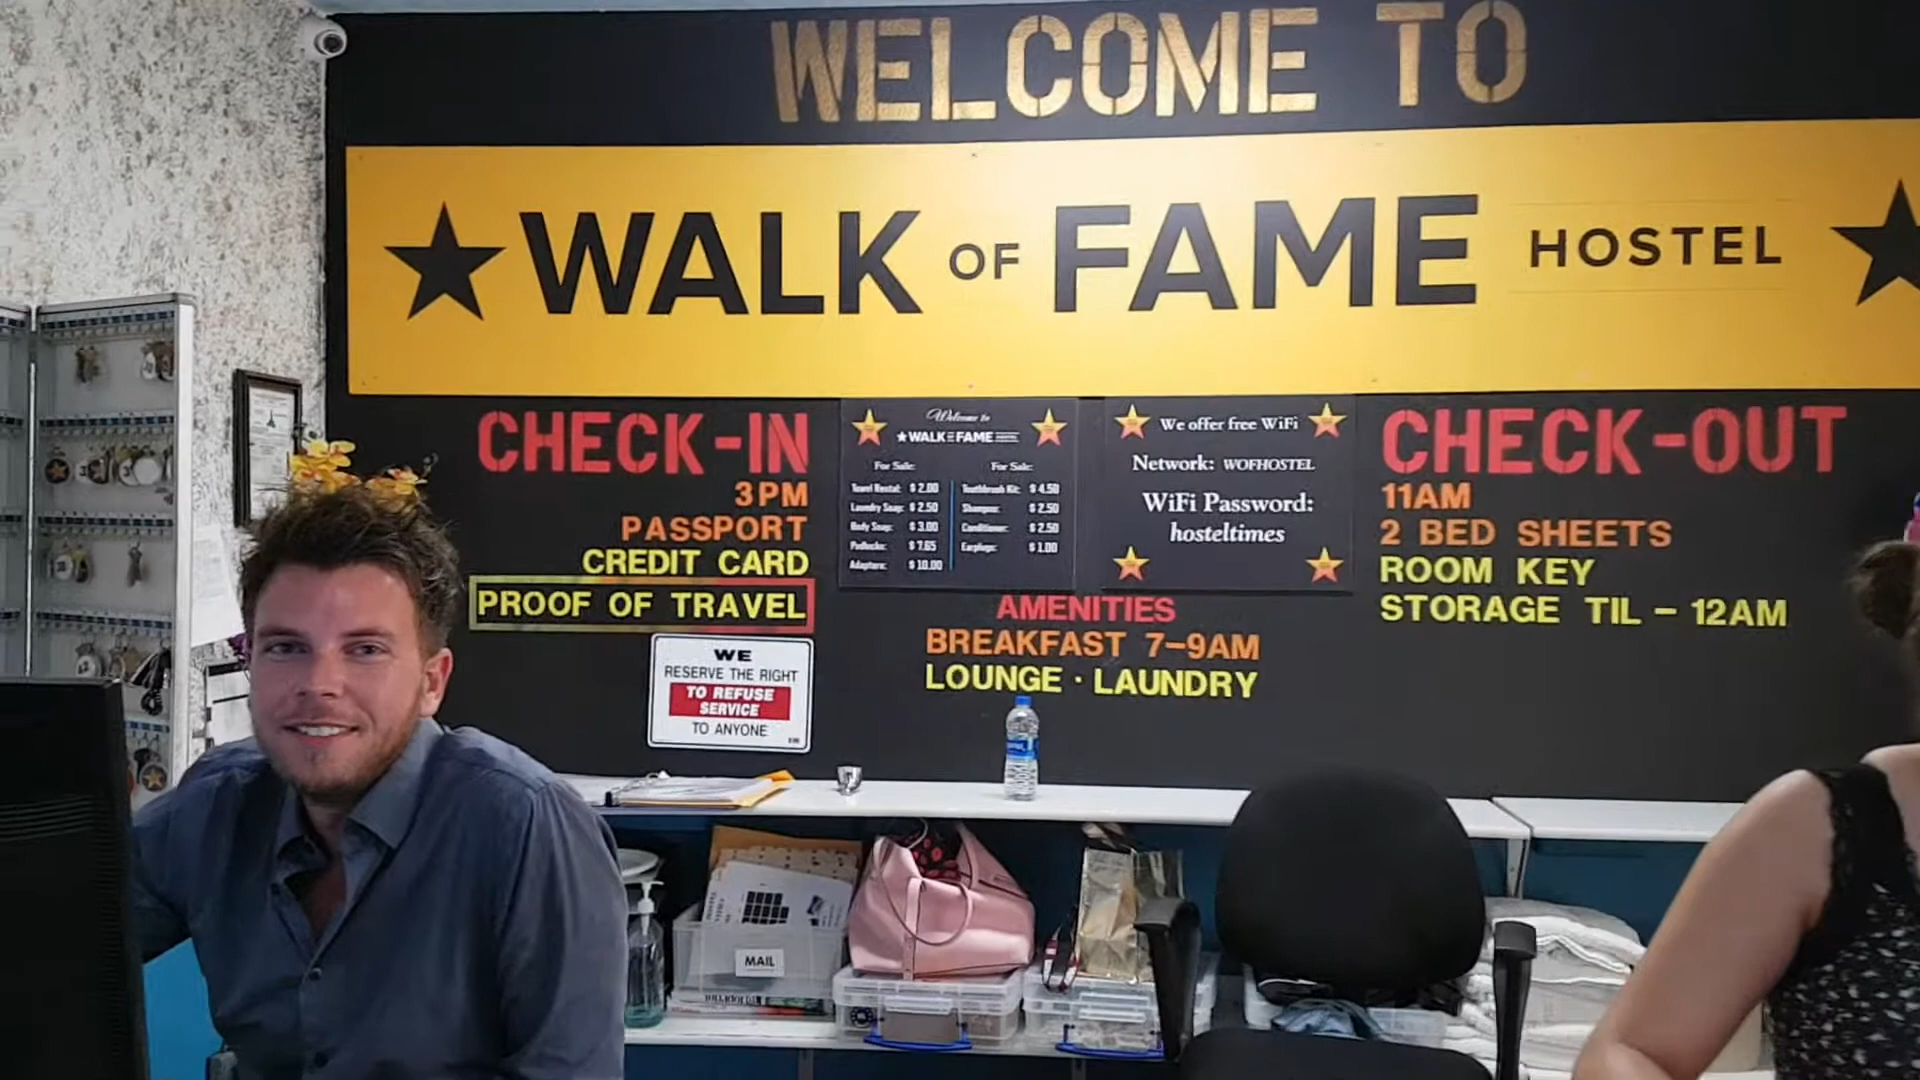 WELCOME TO
WALK OF FAME HOSTEL
CHECK-IN
3PM
PASSPORT
CREDIT CARD
PROOF OF TRAVEL
WE
RESERVE THE RIGHT
TO REFUSE
SERVICE
TO ANYONE
Welcome to
WALK OF FAME HOSTEL
For Sale: For Sale:
Towel Rental: $ 2.00 Toothbrush Kit: $ 4.50
Laundry Soap: $ 2.50 Shampoo: $ 2.50
Body Soap: $ 3.00 Conditioner: $ 2.50
Padlocks: $ 7.65 Earplugs: $ 1.00
Adapters: $ 10.00
We offer free WiFi
Network: WOFHOSTEL
WiFi Password:
hosteltimes
AMENITIES
BREAKFAST 7-9AM
LOUNGE · LAUNDRY
CHECK-OUT
11AM
2 BED SHEETS
ROOM KEY
STORAGE TIL - 12AM
MAIL